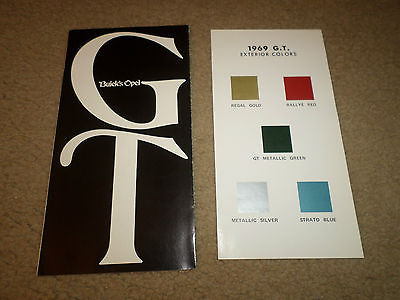 G
Buick's Opel
T
1969 G.T.
EXTERIOR COLORS
REGAL GOLD RALLYE RED
GT METALLIC GREEN
METALLIC SILVER STRATO BLUE